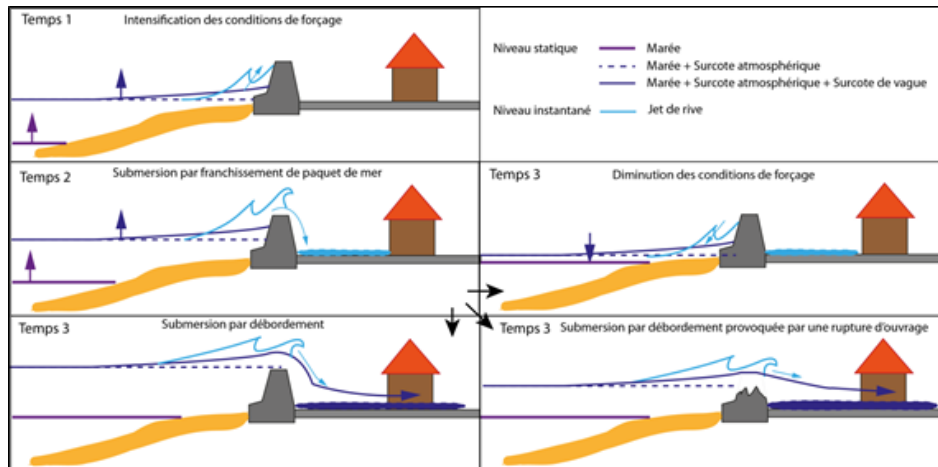 Temps 1
Intensification des conditions de forçage
Niveau statique
Marée
Marée + Surcote atmosphérique
Marée + Surcote atmosphérique + Surcote de vague
Niveau instantané
Jet de rive
Temps 2
Submersion par franchissement de paquet de mer
Temps 3
Diminution des conditions de forçage
Temps 3
Submersion par débordement
Temps 3
Submersion par débordement provoquée par une rupture d'ouvrage